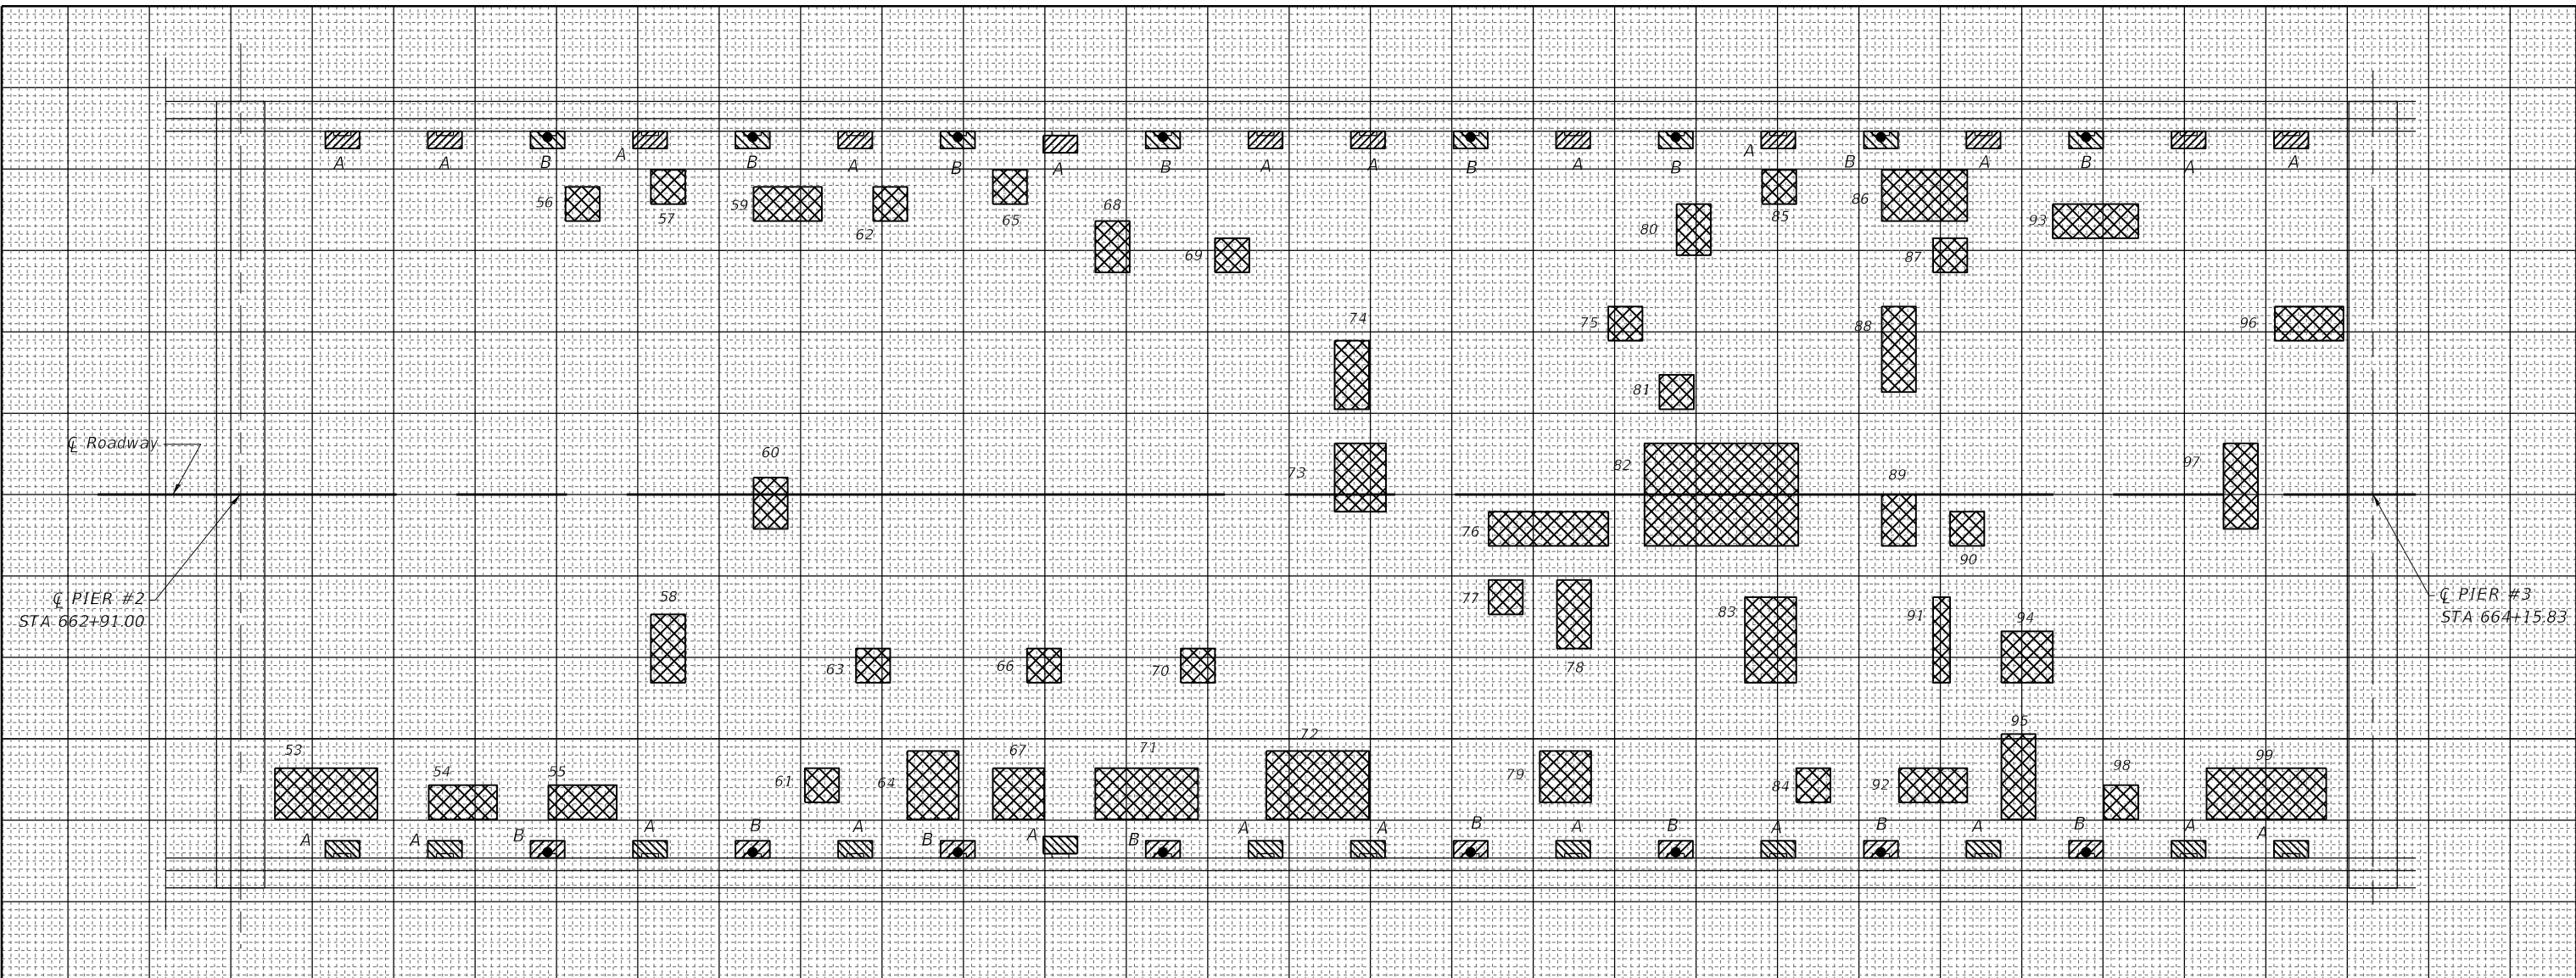 A A B A B A B A B A A B A B A B A B A A
56 57 59 62 65 68 69 80 85 86 87 93
74 75 81 88 96
℄ Roadway
60 73 82 89 97
76 90
℄ PIER #2
STA 662+91.00
℄ PIER #3
STA 664+15.83
58 77 78 83 91 94
63 66 70
53 54 55 61 64 67 71 72 79 84 92 95 98 99
A A B A B A B A B A A B A B A B A B A A